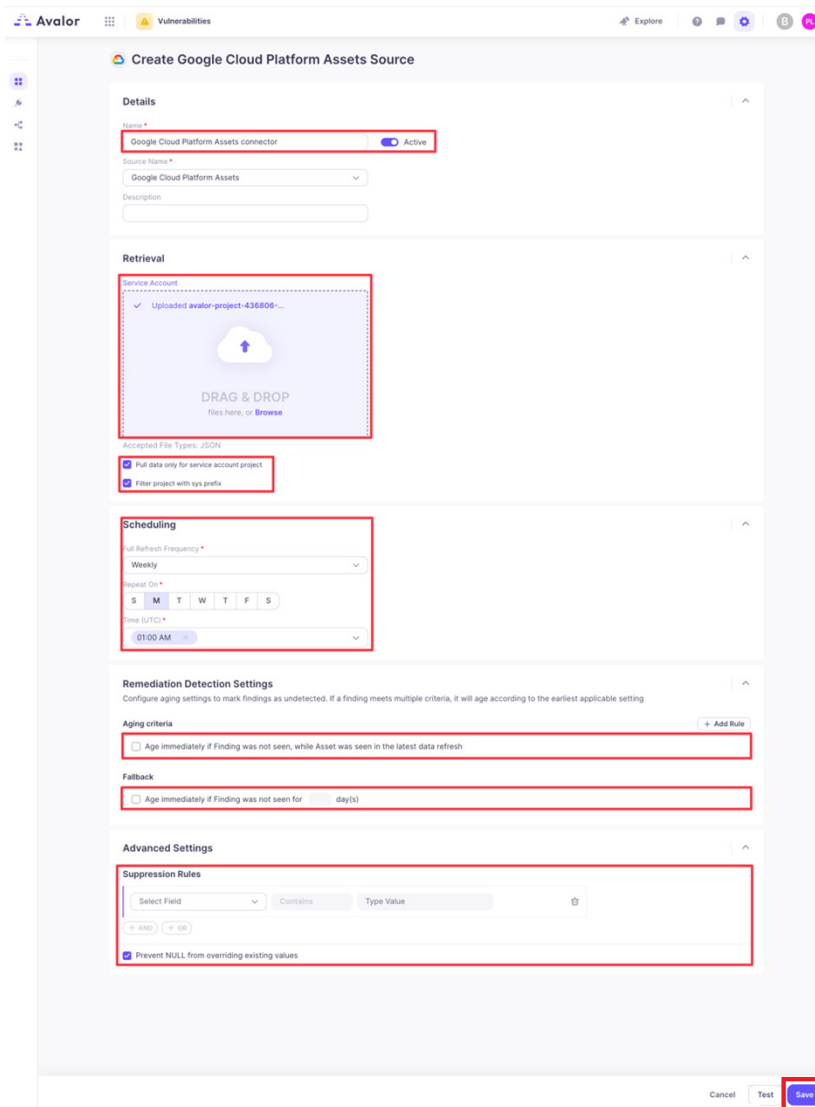 Avalor
Vulnerabilities
Explore
B
PL
Create Google Cloud Platform Assets Source
Details
Name *
Google Cloud Platform Assets connector
Active
Source Name *
Google Cloud Platform Assets
Description
Retrieval
Service Account
Uploaded avalor-project-436806-...
DRAG & DROP
files here, or Browse
Accepted File Types: JSON
Pull data only for service account project
Filter project with sys prefix
Scheduling
Full Refresh Frequency *
Weekly
Repeat On *
S M T W T F S
Time (UTC) *
01:00 AM
Remediation Detection Settings
Configure aging settings to mark findings as undetected. If a finding meets multiple criteria, it will age according to the earliest applicable setting
Aging criteria
+ Add Rule
Age immediately if Finding was not seen, while Asset was seen in the latest data refresh
Fallback
Age immediately if Finding was not seen for day(s)
Advanced Settings
Suppression Rules
Select Field Contains Type Value
+ AND + OR
Prevent NULL from overriding existing values
Cancel Test Save